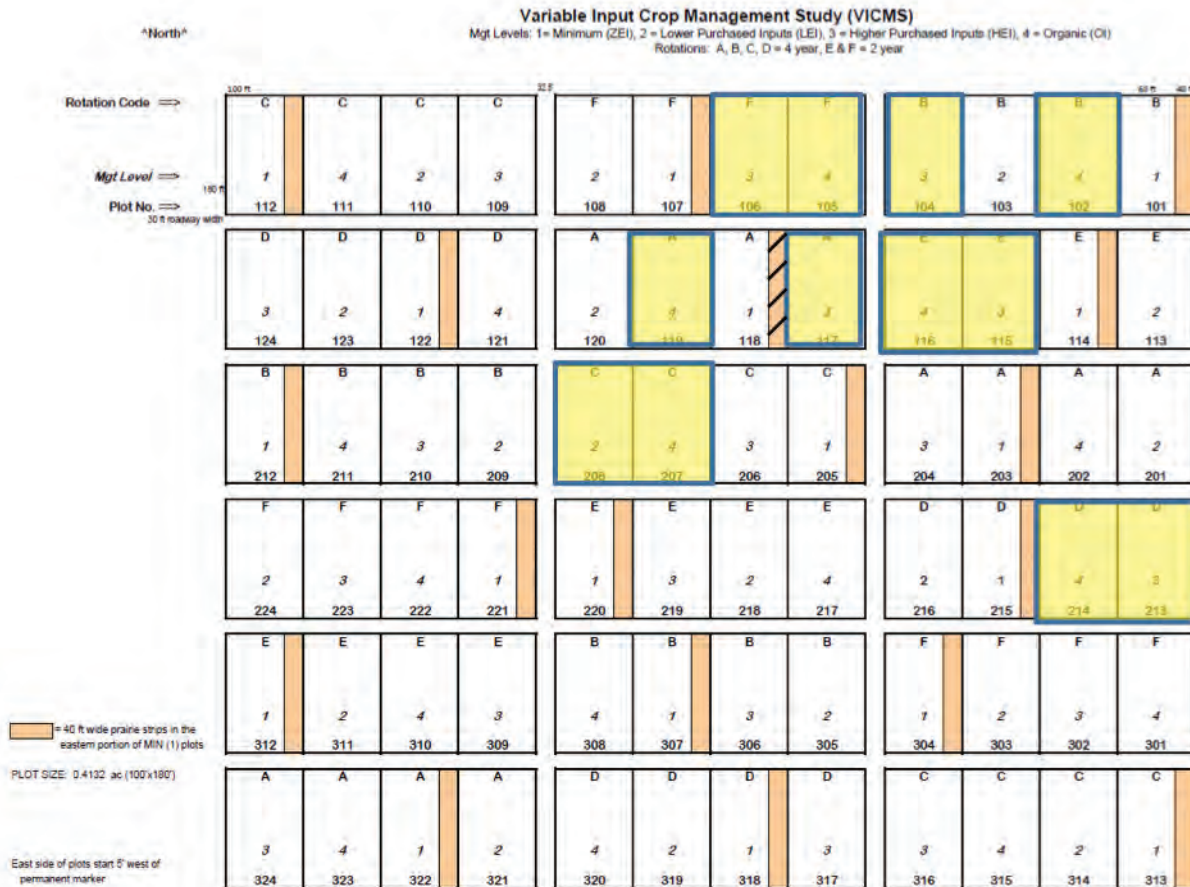 Variable Input Crop Management Study (VICMS)
^North^
Mgt Levels: 1= Minimum (ZEI), 2 = Lower Purchased Inputs (LEI), 3 = Higher Purchased Inputs (HEI), 4 = Organic (OI)
Rotations: A, B, C, D = 4 year, E & F = 2 year
100 ft 60 ft 40 ft
Rotation Code ==> C C C C F F F F B B B B
Mgt Level ==> 1 4 2 3 2 1 3 4 3 2 4 1
180 ft
Plot No. ==> 112 111 110 109 108 107 106 105 104 103 102 101
30 ft roadway width
D D D D A A A A E E E E
3 2 1 4 2 4 1 3 4 3 1 2
124 123 122 121 120 119 118 117 116 115 114 113
B B B B C C C C A A A A
1 4 3 2 2 4 3 1 3 1 4 2
212 211 210 209 208 207 206 205 204 203 202 201
F F F F E E E E D D D D
2 3 4 1 1 3 2 4 2 1 4 3
224 223 222 221 220 219 218 217 216 215 214 213
E E E E B B B B F F F F
1 2 4 3 4 1 3 2 1 2 3 4
312 311 310 309 308 307 306 305 304 303 302 301
= 40 ft wide prairie strips in the
eastern portion of MIN (1) plots
PLOT SIZE: 0.4132 ac (100'x180')
A A A A D D D D C C C C
3 4 1 2 4 2 1 3 3 4 2 1
324 323 322 321 320 319 318 317 316 315 314 313
East side of plots start 5' west of
permanent marker